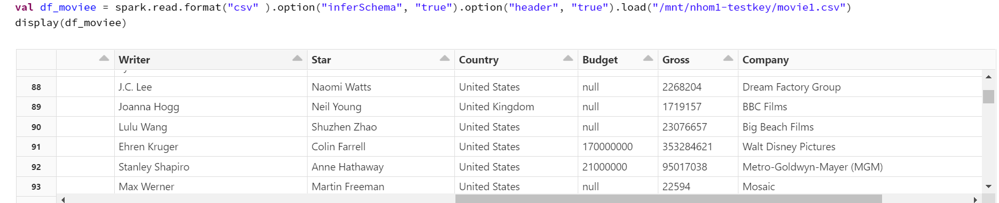 val df_moviee = spark.read.format("csv" ).option("inferSchema", "true").option("header", "true").load("/mnt/nhom1-testkey/movie1.csv")
display(df_moviee)
Writer Star Country Budget Gross Company
88 J.C. Lee Naomi Watts United States null 2268204 Dream Factory Group
89 Joanna Hogg Neil Young United Kingdom null 1719157 BBC Films
90 Lulu Wang Shuzhen Zhao United States null 23076657 Big Beach Films
91 Ehren Kruger Colin Farrell United States 170000000 353284621 Walt Disney Pictures
92 Stanley Shapiro Anne Hathaway United States 21000000 95017038 Metro-Goldwyn-Mayer (MGM)
93 Max Werner Martin Freeman United States null 22594 Mosaic